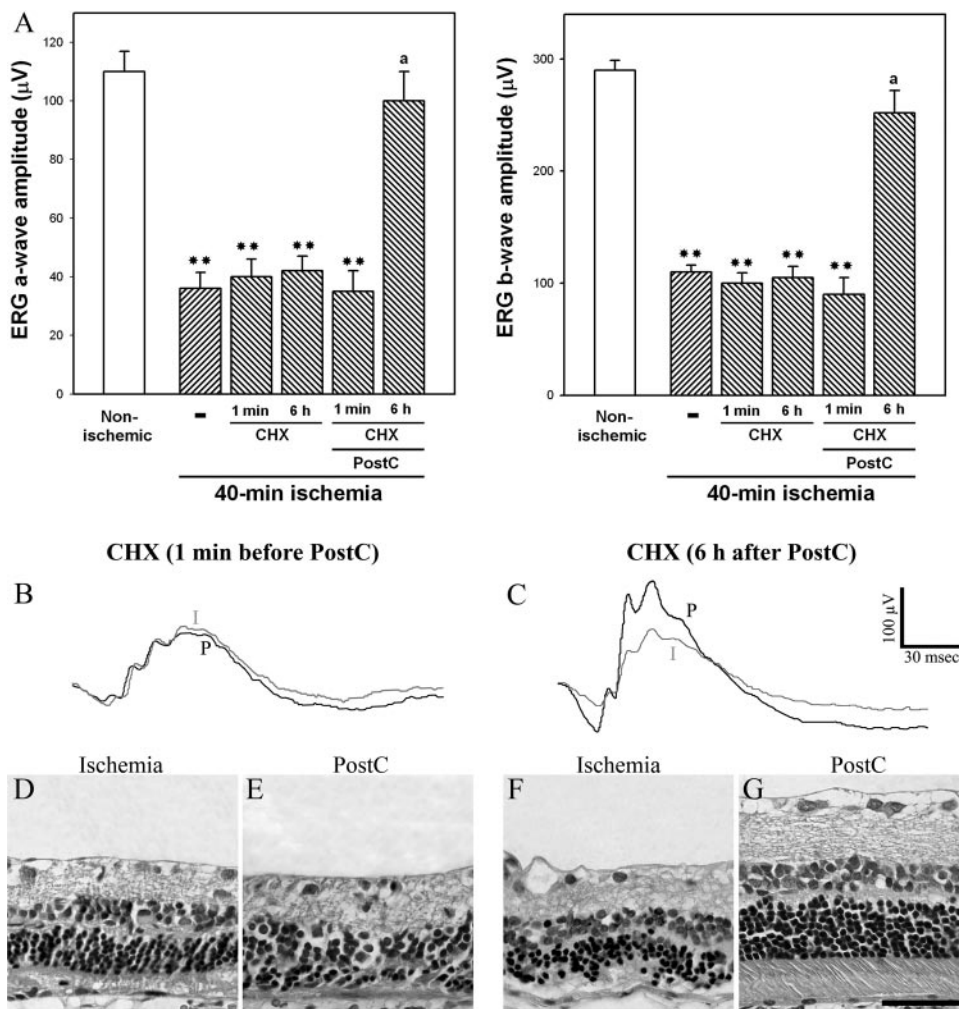 A
ERG a-wave amplitude (μV)
120
100
80
60
40
20
0
**
**
**
**
a
Non-
ischemic
-
1 min
6 h
1 min
6 h
CHX
CHX
PostC
40-min ischemia
ERG b-wave amplitude (μV)
300
200
100
0
**
**
**
**
a
Non-
ischemic
-
1 min
6 h
1 min
6 h
CHX
CHX
PostC
40-min ischemia
CHX (1 min before PostC)
CHX (6 h after PostC)
B
I
P
C
P
I
100 μV
30 msec
Ischemia
PostC
Ischemia
PostC
D
E
F
G